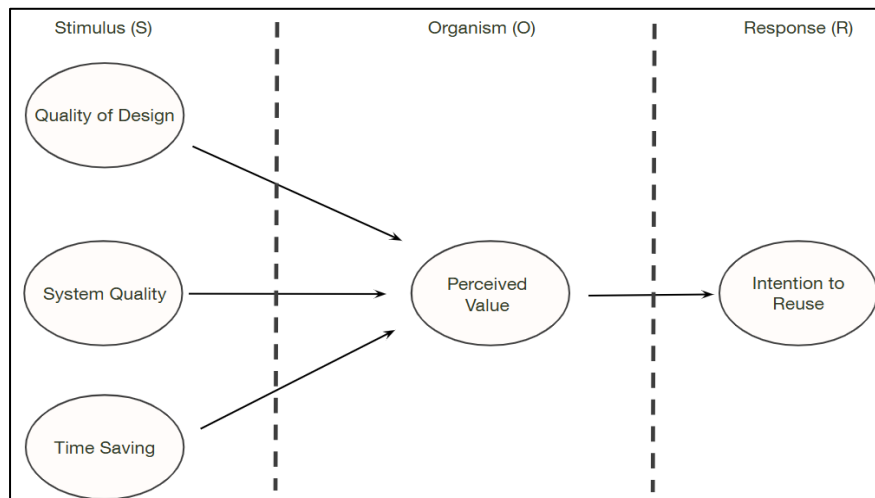 Stimulus (S)
Organism (O)
Response (R)
Quality of Design
System Quality
Perceived
Value
Intention to
Reuse
Time Saving